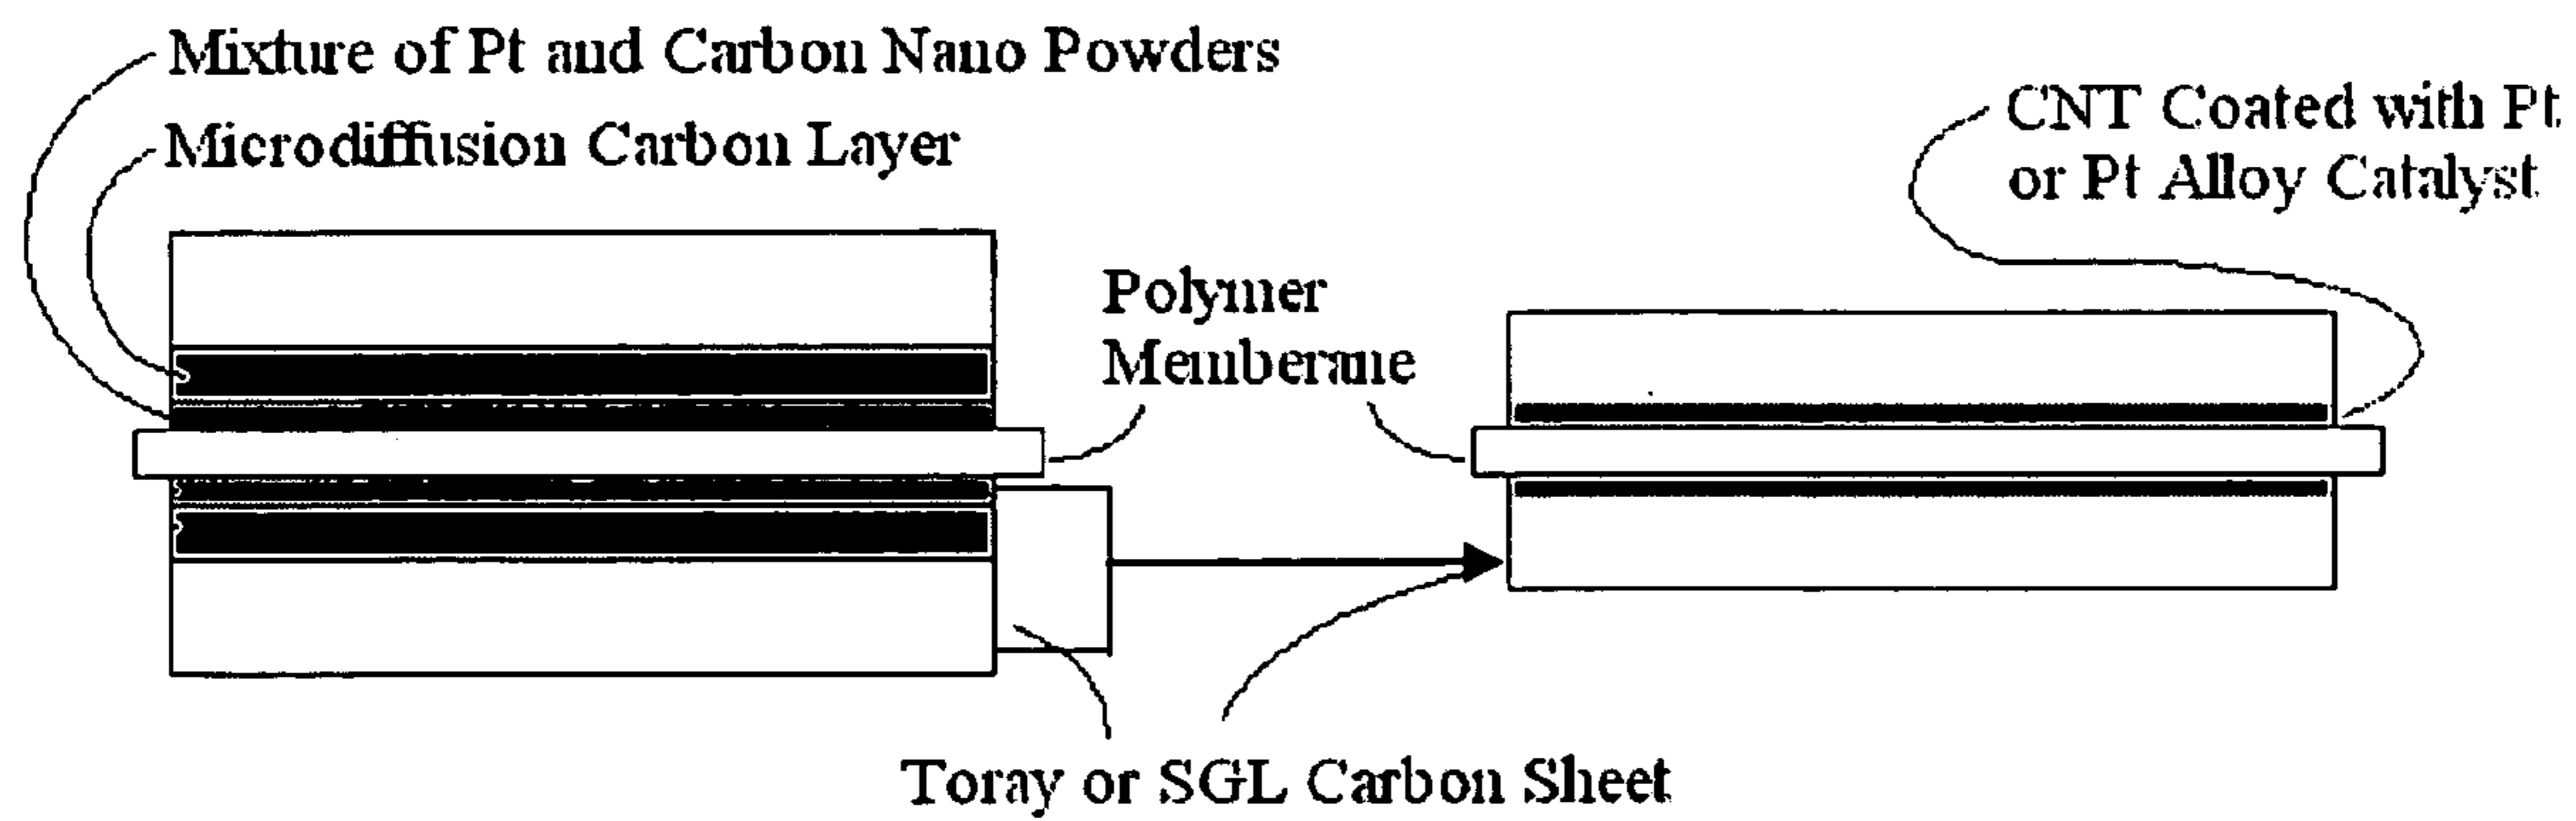 Mixture of Pt and Carbon Nano Powders
Microdiffusion Carbon Layer
CNT Coated with Pt
or Pt Alloy Catalyst
Polymer
Memberane
Toray or SGL Carbon Sheet